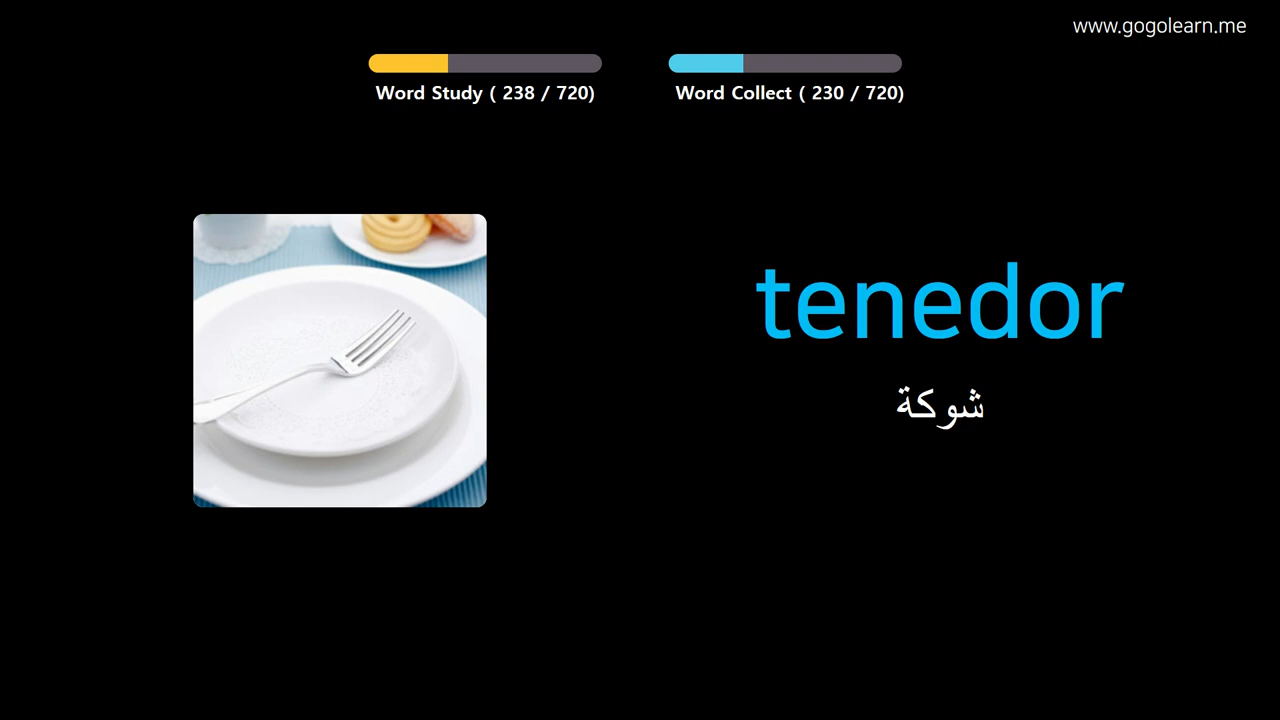 www.gogolearn.me
Word Study ( 238 / 720)
Word Collect ( 230 / 720)
tenedor
شوكة